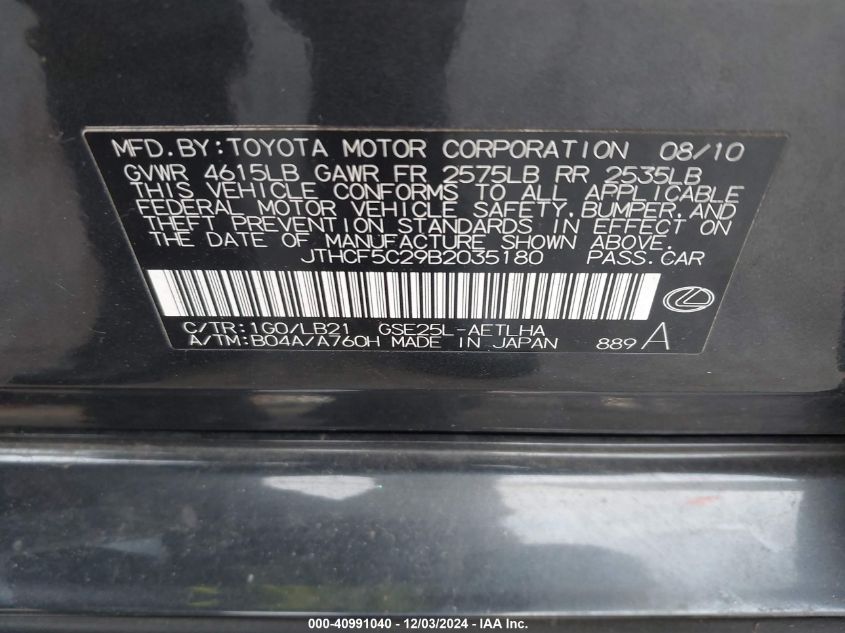 MFD.BY:TOYOTA MOTOR CORPORATION 08/10
GVWR 4615LB GAWR FR 2575LB RR 2535LB
THIS VEHICLE CONFORMS TO ALL APPLICABLE
FEDERAL MOTOR VEHICLE SAFETY,BUMPER,AND
THEFT PREVENTION STANDARDS IN EFFECT ON
THE DATE OF MANUFACTURE SHOWN ABOVE.
JTHCF5C29B2035180 PASS.CAR
C/TR:1G0/LB21 GSE25L-AETLHA
A/TM:B04A/A760H MADE IN JAPAN 889 A
000-40991040 - 12/03/2024 - IAA Inc.